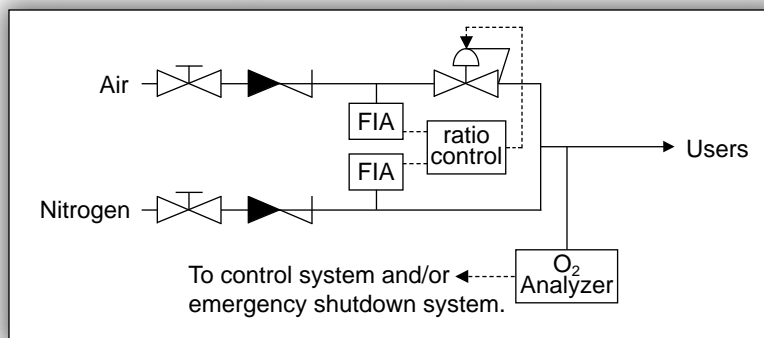 Air
FIA
ratio
control
FIA
Users
Nitrogen
O₂
Analyzer
To control system and/or
emergency shutdown system.